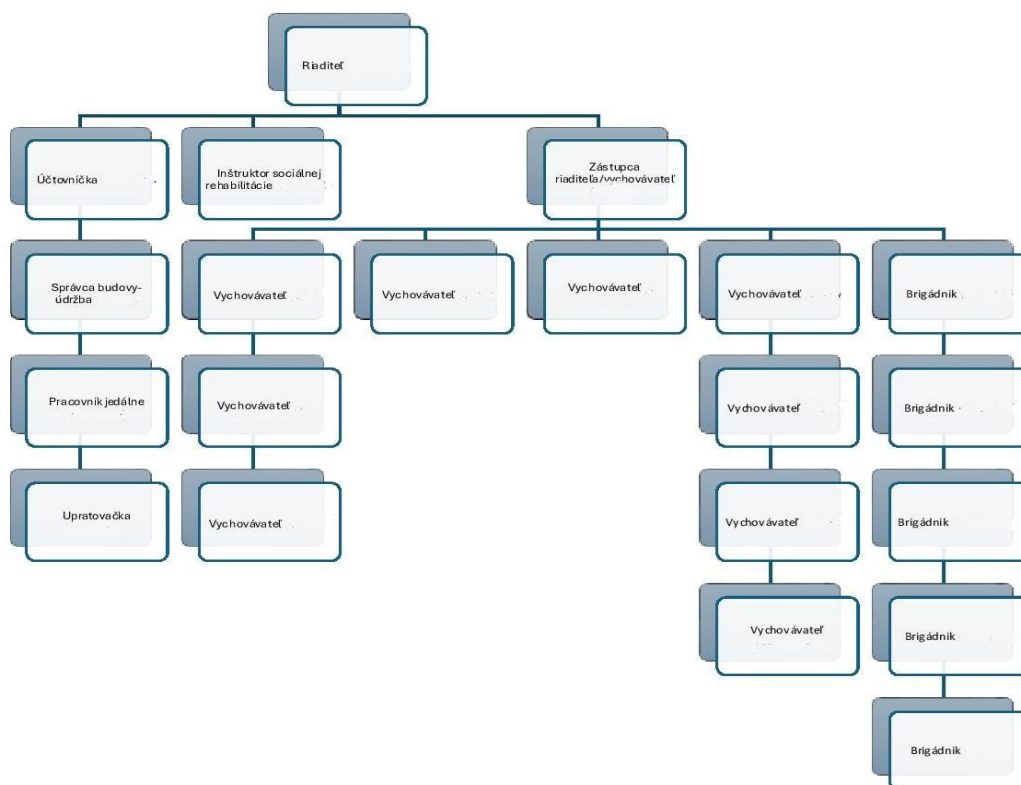 Riaditeľ
Účtovníčka
Inštruktor sociálnej
rehabilitácie
Zástupca
riaditeľa/vychovávateľ
Správca budovy-
údržba
Vychovávateľ
Vychovávateľ
Vychovávateľ
Vychovávateľ
Brigádnik
Pracovník jedálne
Vychovávateľ
Vychovávateľ
Brigádnik
Upratovačka
Vychovávateľ
Vychovávateľ
Brigádnik
Vychovávateľ
Brigádnik
Brigádnik